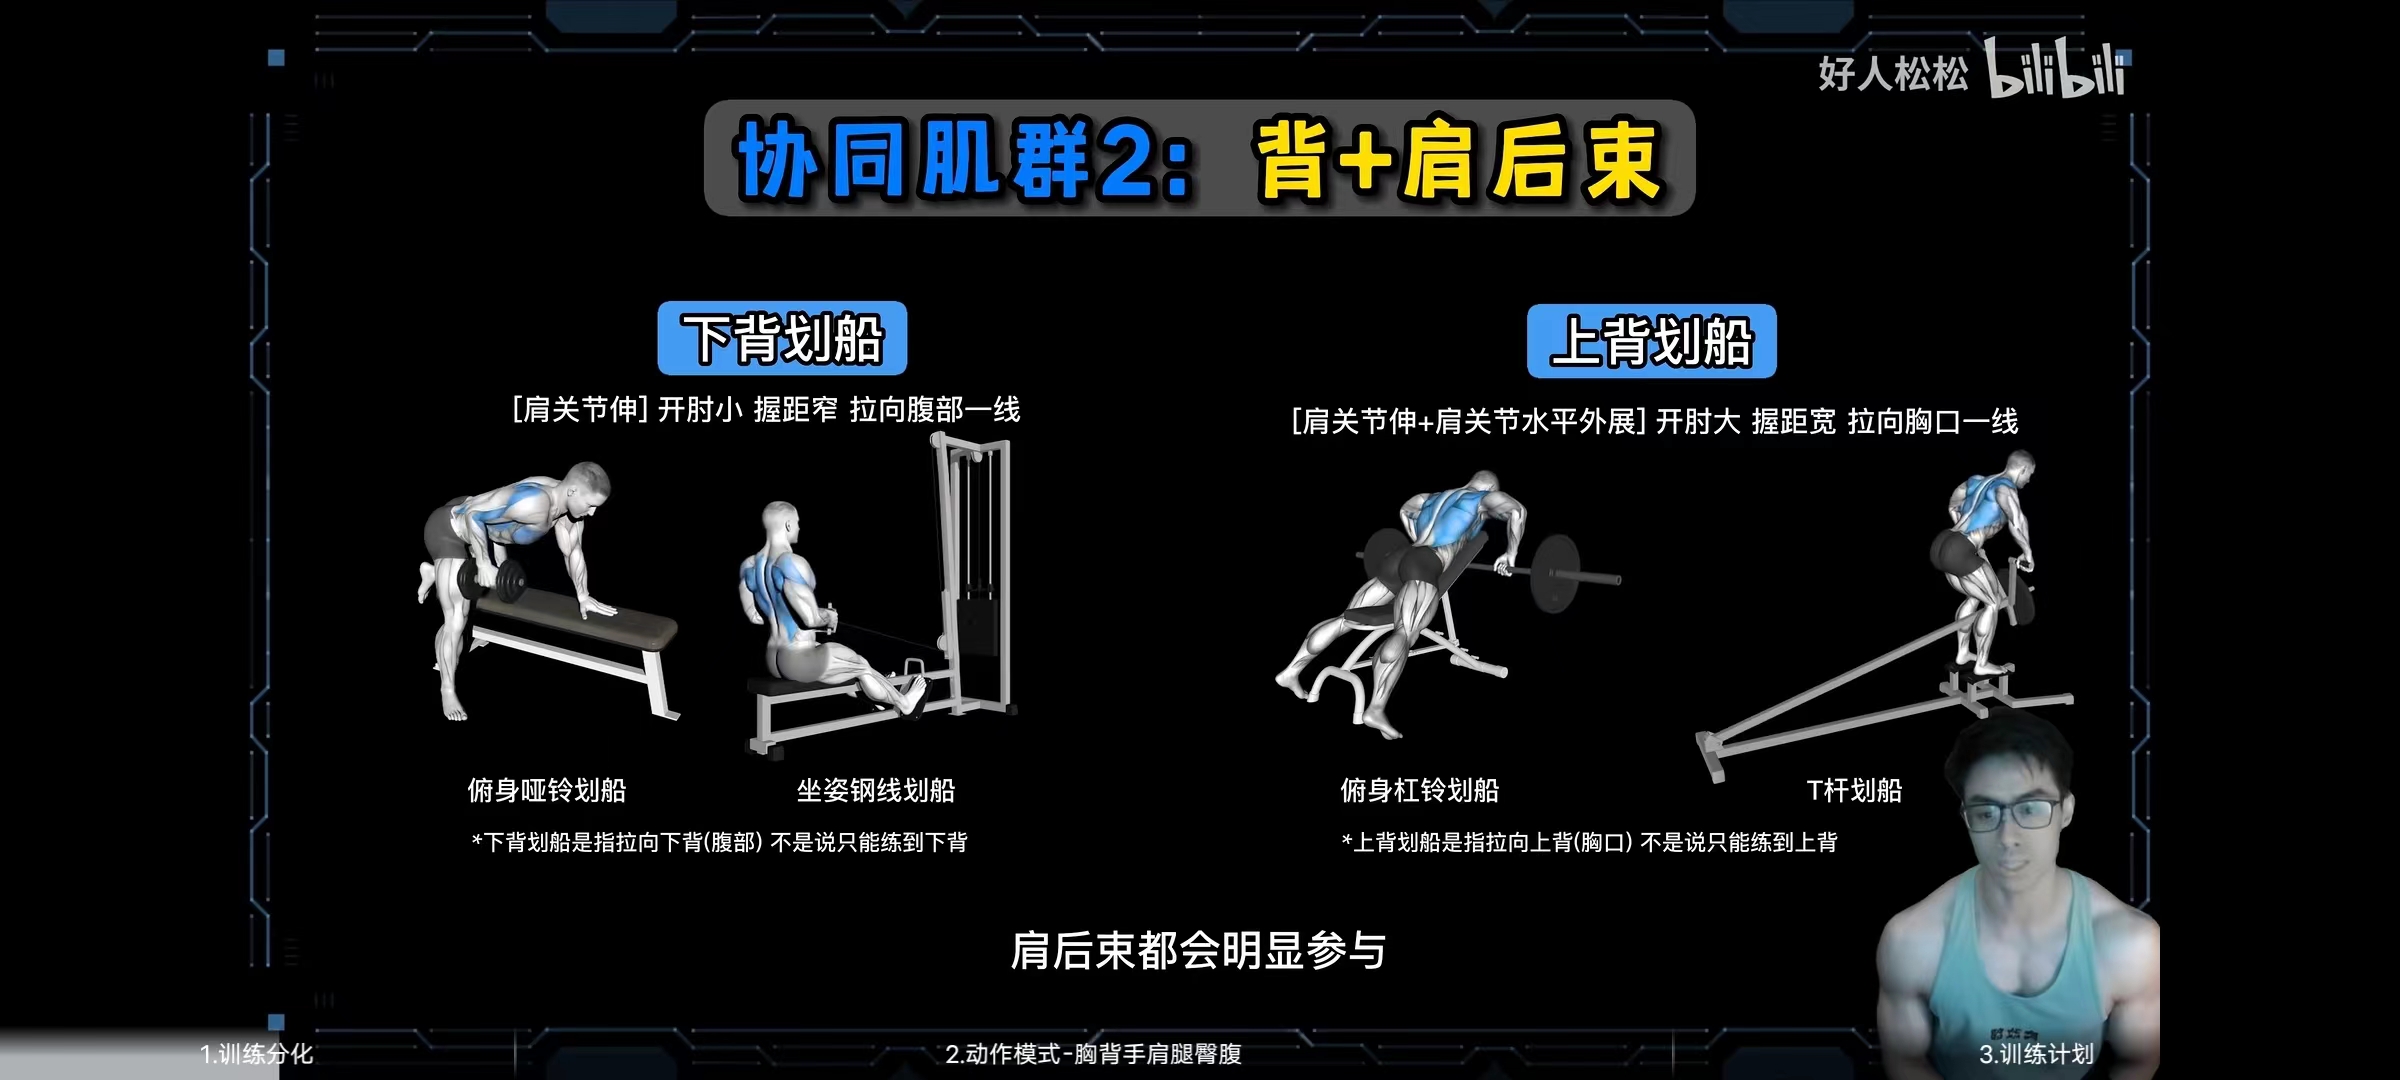 好人松松 bilibili
协同肌群2: 背+肩后束
下背划船
[肩关节伸] 开肘小 握距窄 拉向腹部一线
上背划船
[肩关节伸+肩关节水平外展] 开肘大 握距宽 拉向胸口一线
俯身哑铃划船
坐姿钢线划船
俯身杠铃划船
T杆划船
*下背划船是指拉向下背(腹部) 不是说只能练到下背
*上背划船是指拉向上背(胸口) 不是说只能练到上背
肩后束都会明显参与
1.训练分化
2.动作模式-胸背手肩腿臀腹
3.训练计划